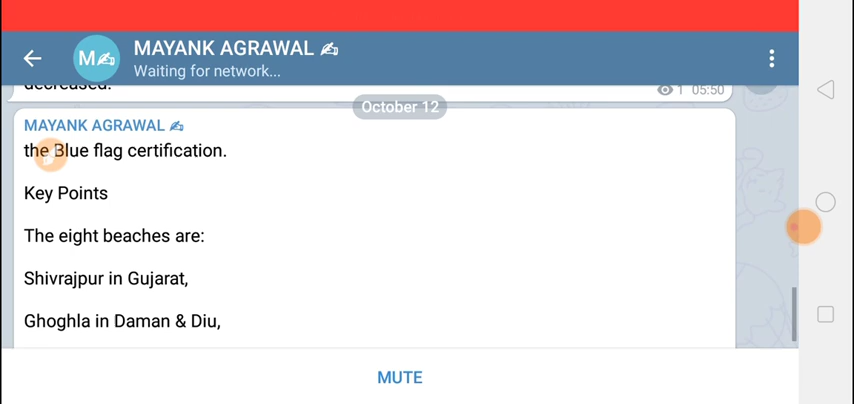 MAYANK AGRAWAL ✍
M✍
Waiting for network...
decreased.
1 05:50
October 12
MAYANK AGRAWAL ✍
the Blue flag certification.
Key Points
The eight beaches are:
Shivrajpur in Gujarat,
Ghoghla in Daman & Diu,
MUTE